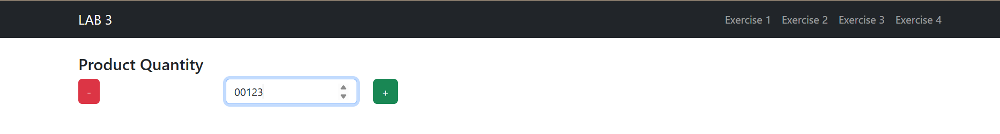 LAB 3 Exercise 1 Exercise 2 Exercise 3 Exercise 4
Product Quantity
- 00123 +